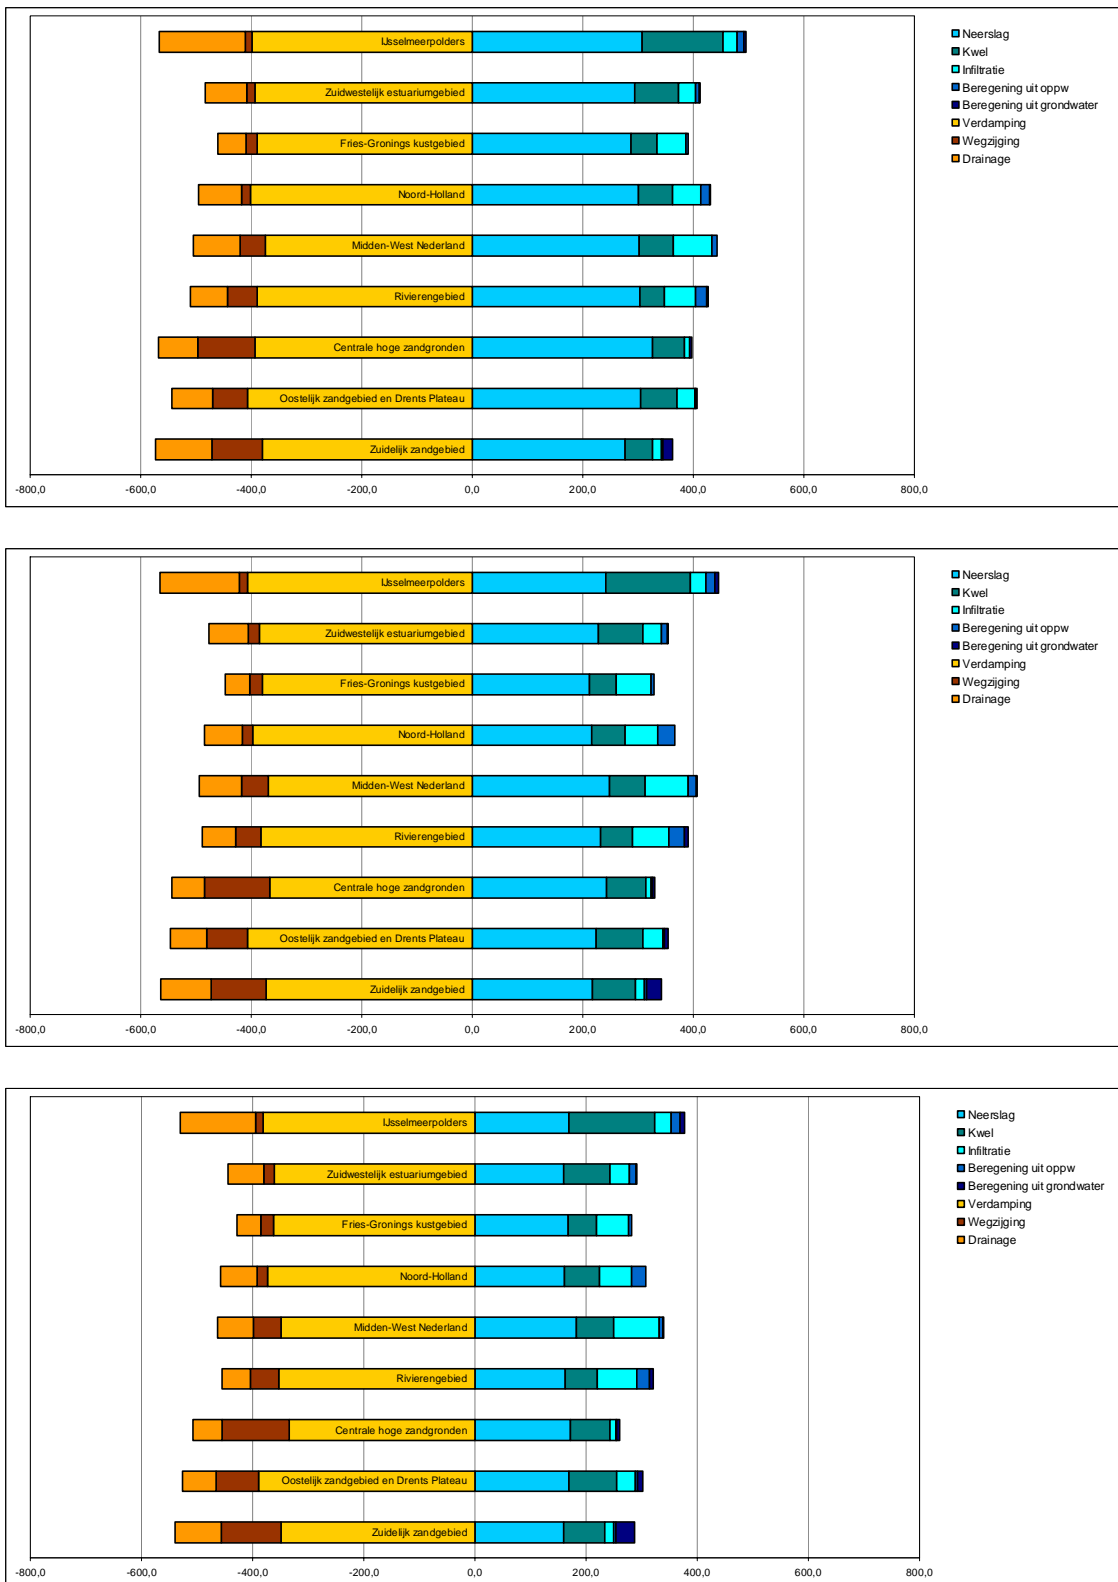 IJsselmeerpolders
Zuidwestelijk estuariumgebied
Fries-Gronings kustgebied
Noord-Holland
Midden-West Nederland
Rivierengebied
Centrale hoge zandgronden
Oostelijk zandgebied en Drents Plateau
Zuidelijk zandgebied
-800,0 -600,0 -400,0 -200,0 0,0 200,0 400,0 600,0 800,0
Neerslag
Kwel
Infiltratie
Beregening uit oppw
Beregening uit grondwater
Verdamping
Wegzijging
Drainage
IJsselmeerpolders
Zuidwestelijk estuariumgebied
Fries-Gronings kustgebied
Noord-Holland
Midden-West Nederland
Rivierengebied
Centrale hoge zandgronden
Oostelijk zandgebied en Drents Plateau
Zuidelijk zandgebied
-800,0 -600,0 -400,0 -200,0 0,0 200,0 400,0 600,0 800,0
Neerslag
Kwel
Infiltratie
Beregening uit oppw
Beregening uit grondwater
Verdamping
Wegzijging
Drainage
IJsselmeerpolders
Zuidwestelijk estuariumgebied
Fries-Gronings kustgebied
Noord-Holland
Midden-West Nederland
Rivierengebied
Centrale hoge zandgronden
Oostelijk zandgebied en Drents Plateau
Zuidelijk zandgebied
-800,0 -600,0 -400,0 -200,0 0,0 200,0 400,0 600,0 800,0
Neerslag
Kwel
Infiltratie
Beregening uit oppw
Beregening uit grondwater
Verdamping
Wegzijging
Drainage